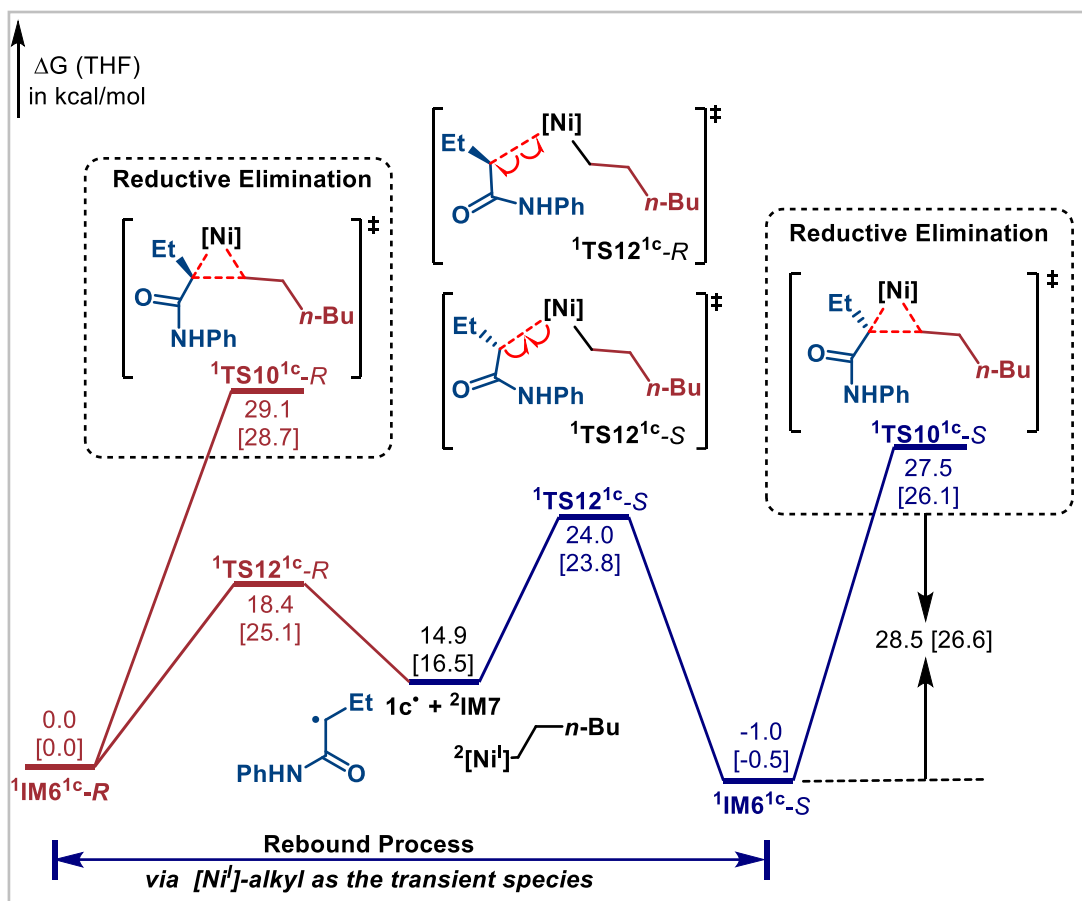 ΔG (THF)
in kcal/mol
Reductive Elimination
[Ni]
Et
O
NHPh
n-Bu
‡
¹TS10¹ᶜ-R
29.1
[28.7]
[Ni]
Et
O
NHPh
n-Bu
‡
¹TS12¹ᶜ-R
[Ni]
Et
O
NHPh
n-Bu
‡
¹TS12¹ᶜ-S
Reductive Elimination
[Ni]
Et
O
NHPh
n-Bu
‡
¹TS10¹ᶜ-S
27.5
[26.1]
¹TS12¹ᶜ-S
24.0
[23.8]
¹TS12¹ᶜ-R
18.4
[25.1]
14.9
[16.5]
1c• + ²IM7
28.5 [26.6]
Et
PhHN
O
n-Bu
²[Niᴵ]
0.0
[0.0]
¹IM6¹ᶜ-R
-1.0
[-0.5]
¹IM6¹ᶜ-S
Rebound Process
via [Niᴵ]-alkyl as the transient species